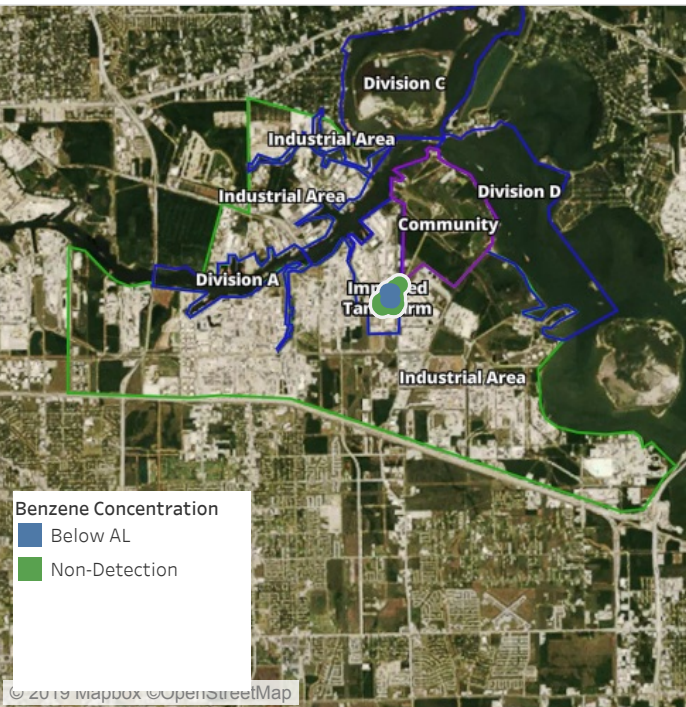 Division C
Industrial Area
Industrial Area
Division D
Community
Division A
Industrial Area
Benzene Concentration
Below AL
Non-Detection
© 2019 Mapbox ©OpenStreetMap